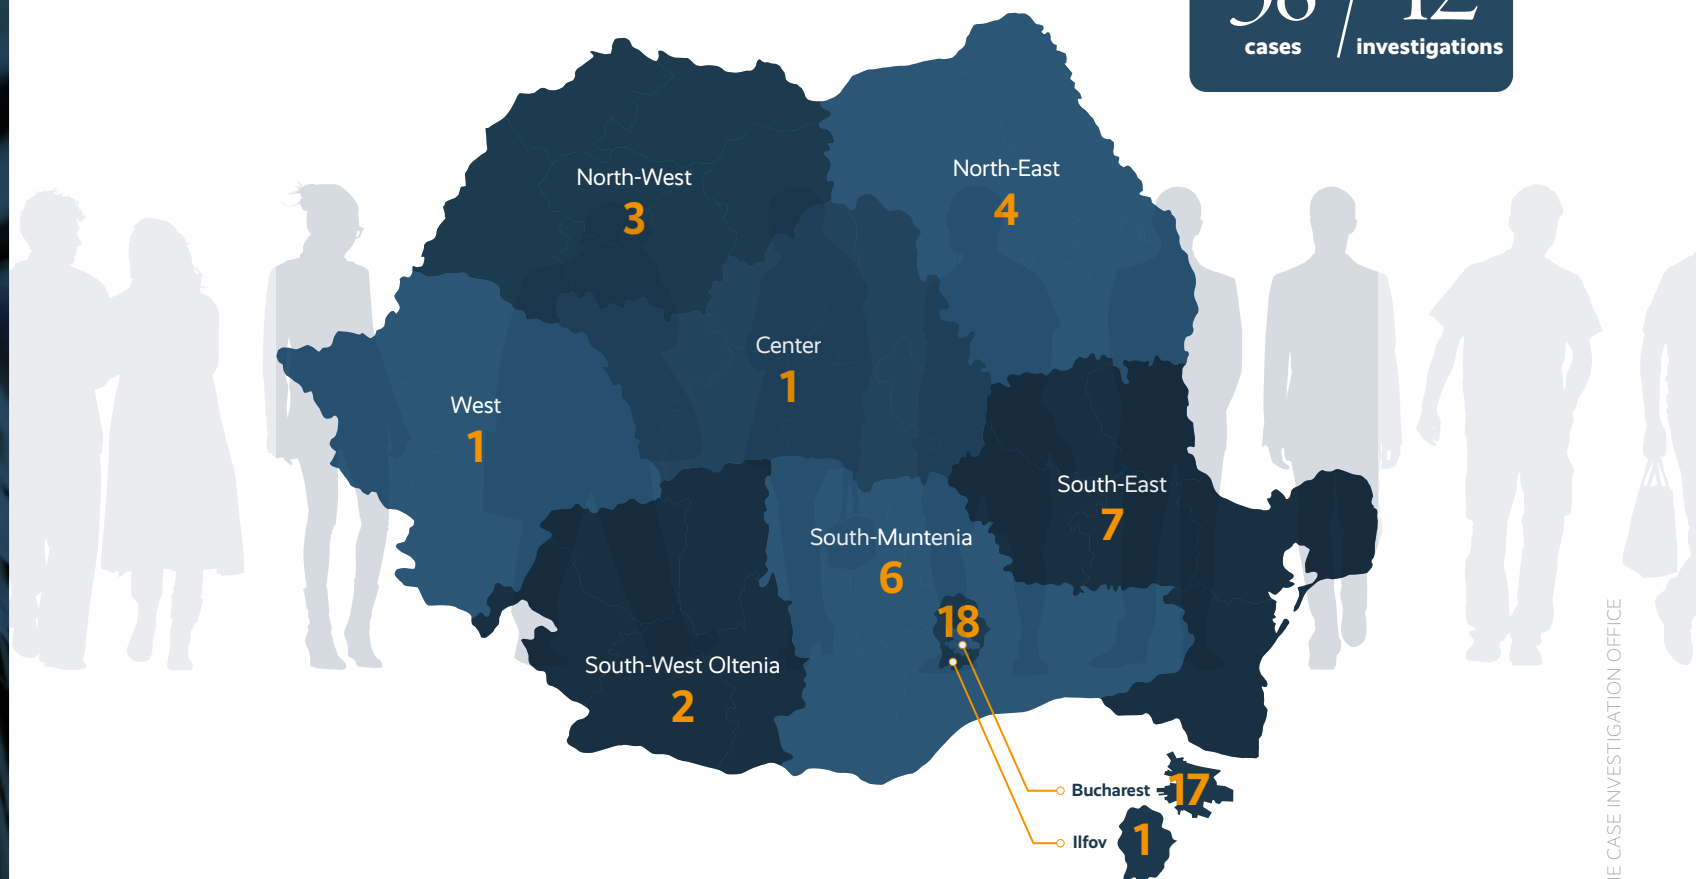 cases
investigations
North-West
3
North-East
4
Center
1
West
1
South-East
7
South-Muntenia
6
18
South-West Oltenia
2
Bucharest
17
Ilfov
1
CASE INVESTIGATION OFFICE